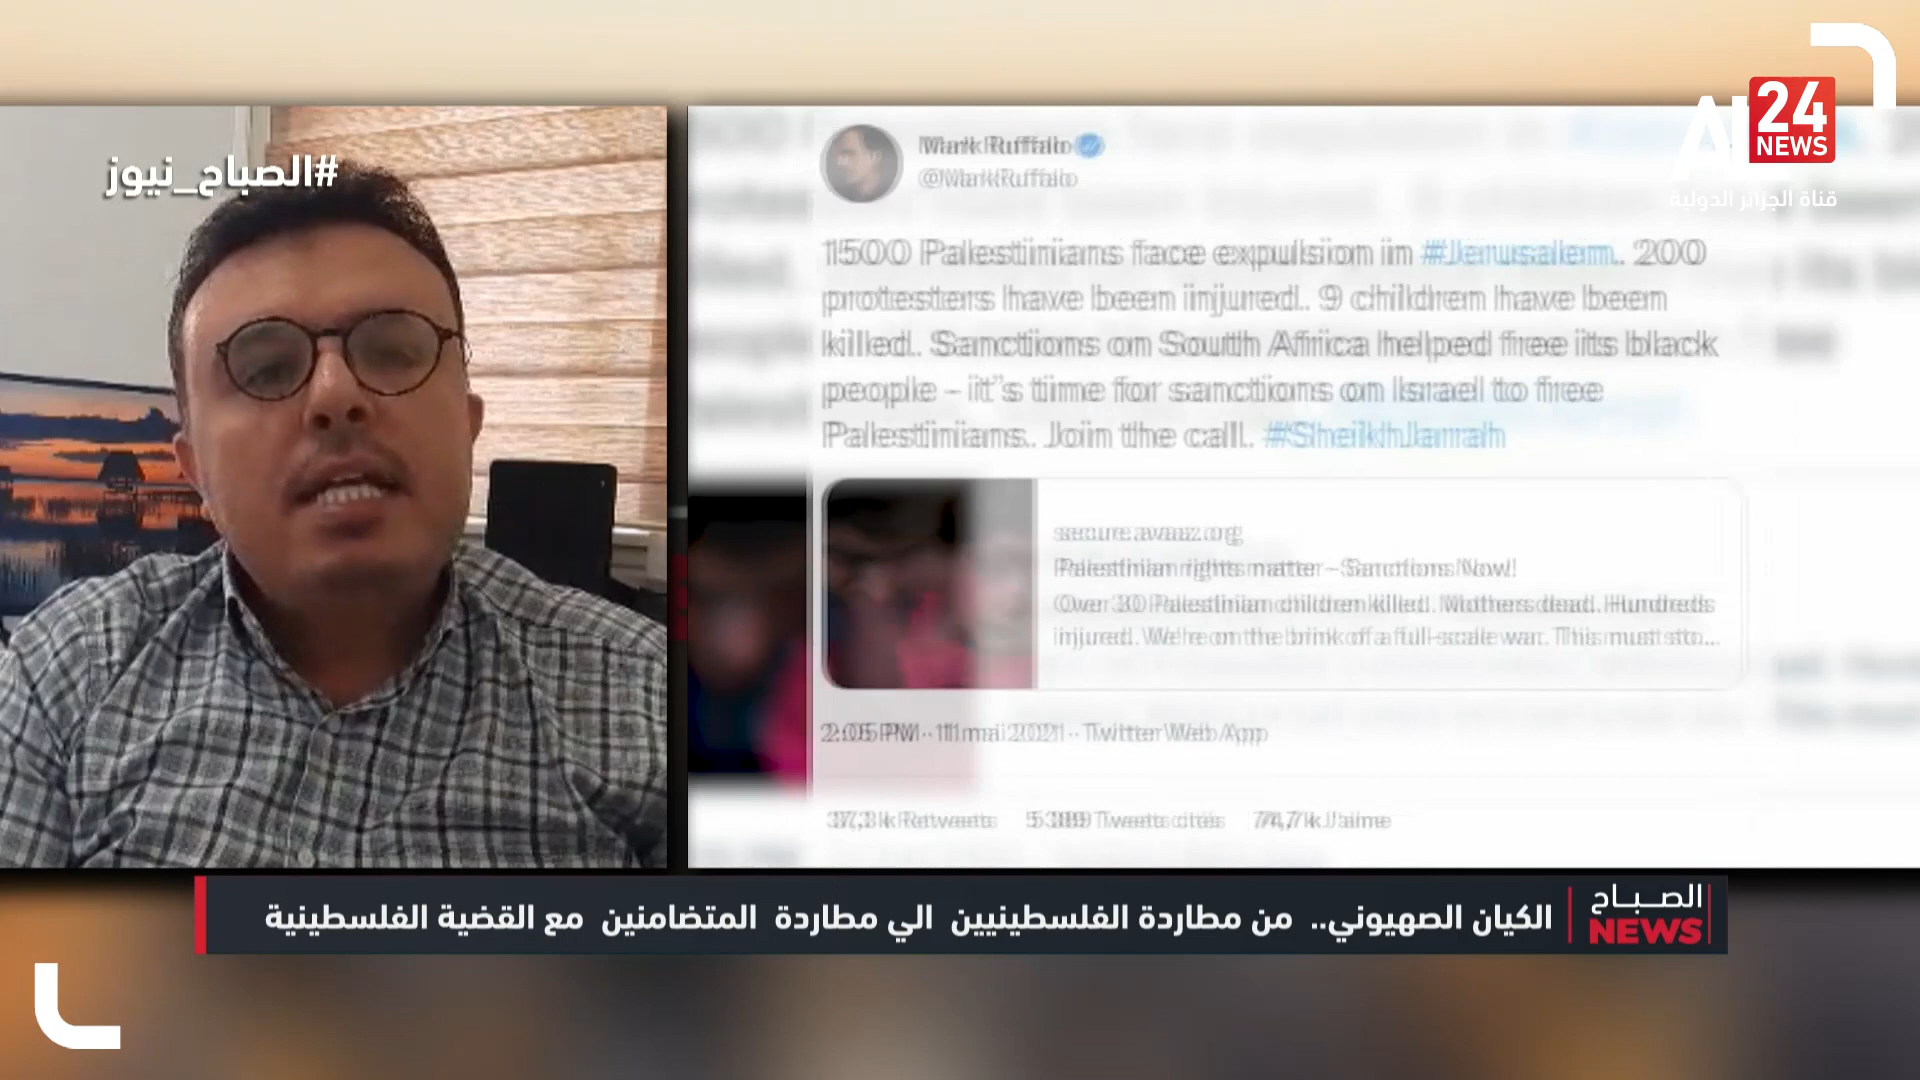 #الصباح_نيوز
AL
24
NEWS
قناة الجزائر الدولية
Mark Ruffalo
@MarkRuffalo
1500 Palestinians face expulsion in #Jerusalem. 200
protesters have been injured. 9 children have been
killed. Sanctions on South Africa helped free its black
people – it's time for sanctions on Israel to free
Palestinians. Join the call. #SheikhJarrah
secure.avaaz.org
Palestinian rights matter – Sanctions Now!
Over 30 Palestinian children killed. Mothers dead. Hundreds
injured. We're on the brink of a full-scale war. This must sto...
2:05 PM · 11 mai 2021 · Twitter Web App
37,3 k Retweets 5 389 Tweets cités 74,7 k J'aime
الصباح
NEWS
الكيان الصهيوني.. من مطاردة الفلسطينيين الي مطاردة المتضامنين مع القضية الفلسطينية